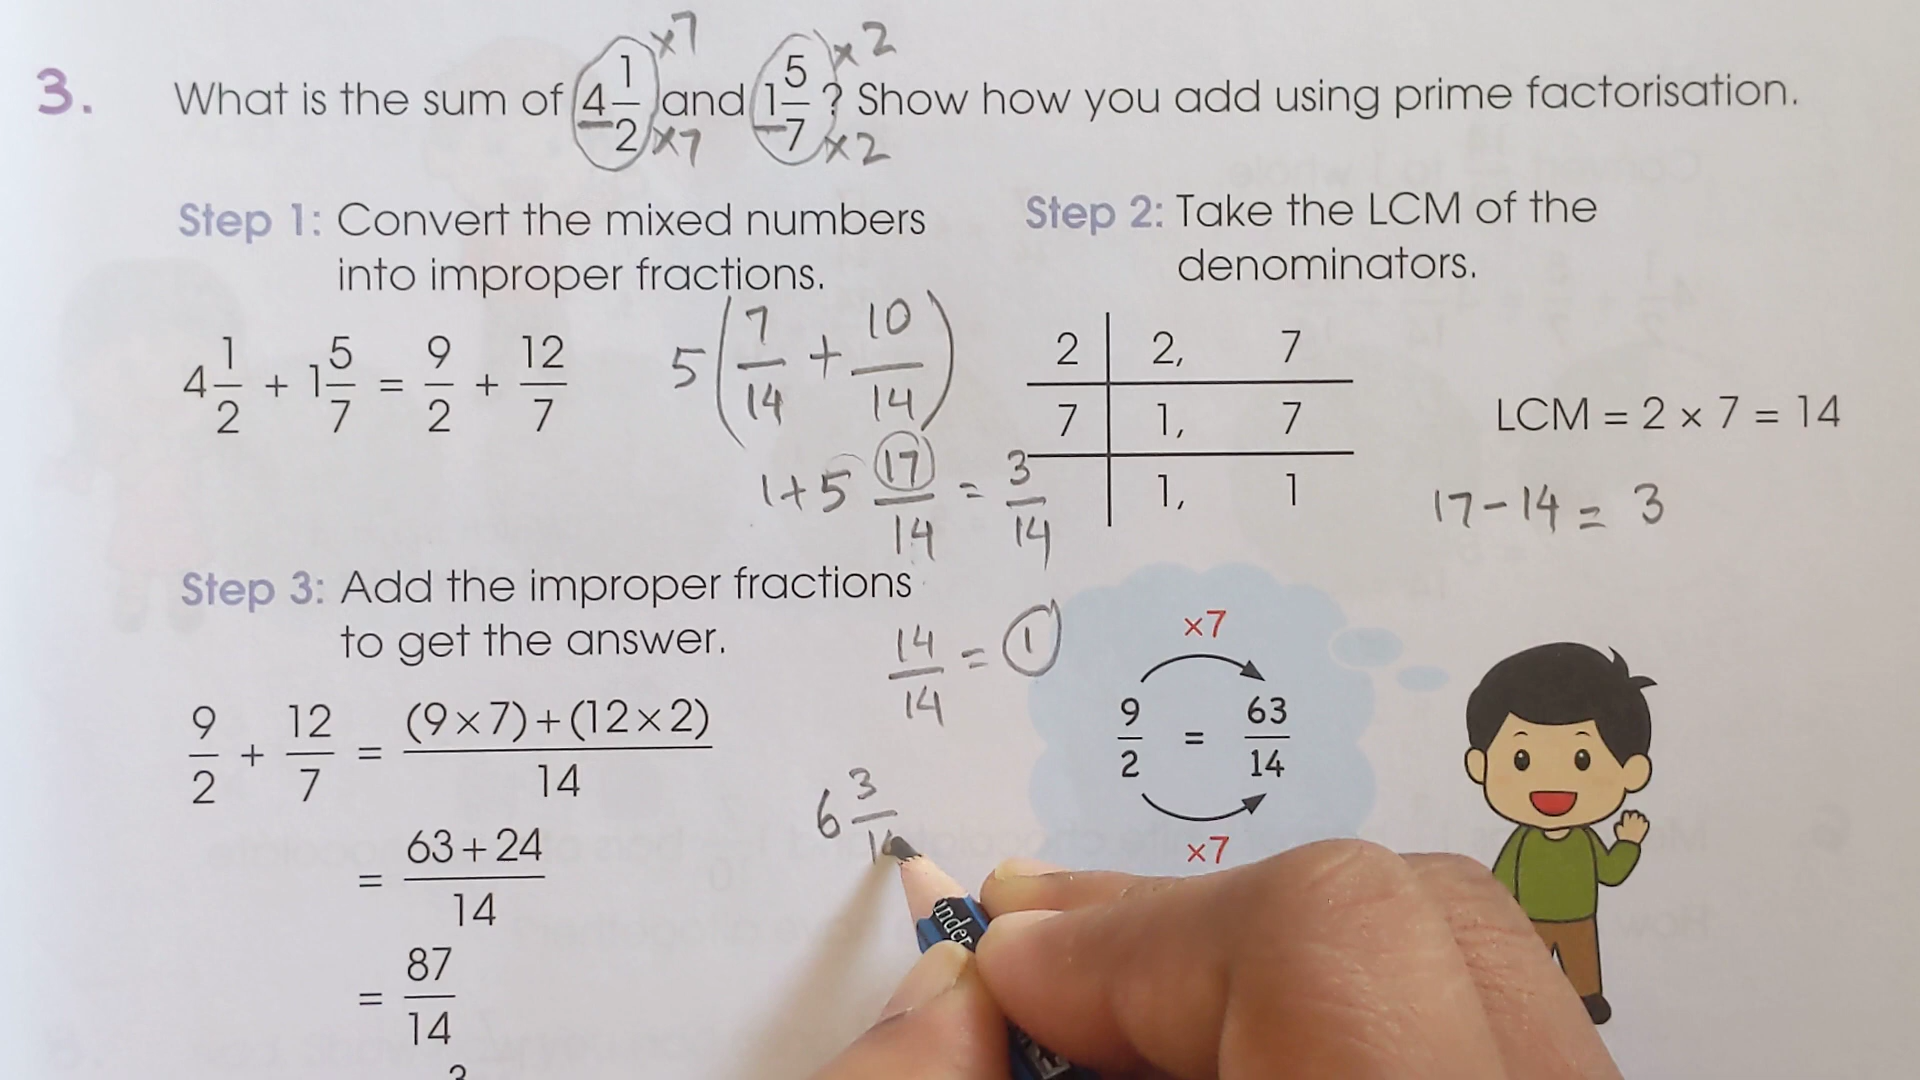 ×7 ×2
3. What is the sum of 4 1/2 and 1 5/7 ? Show how you add using prime factorisation.
×7 ×2
Step 1: Convert the mixed numbers
into improper fractions.
4 1/2 + 1 5/7 = 9/2 + 12/7
5 ( 7/14 + 10/14 )
1+5 17/14 = 3/14
Step 2: Take the LCM of the
denominators.
2 | 2, 7
7 | 1, 7
1, 1
LCM = 2 × 7 = 14
17-14 = 3
Step 3: Add the improper fractions
to get the answer.
14/14 = 1
9/2 + 12/7 = (9×7)+(12×2)/14
= 63+24/14
= 87/14
3
6 3/
×7
9/2 = 63/14
×7